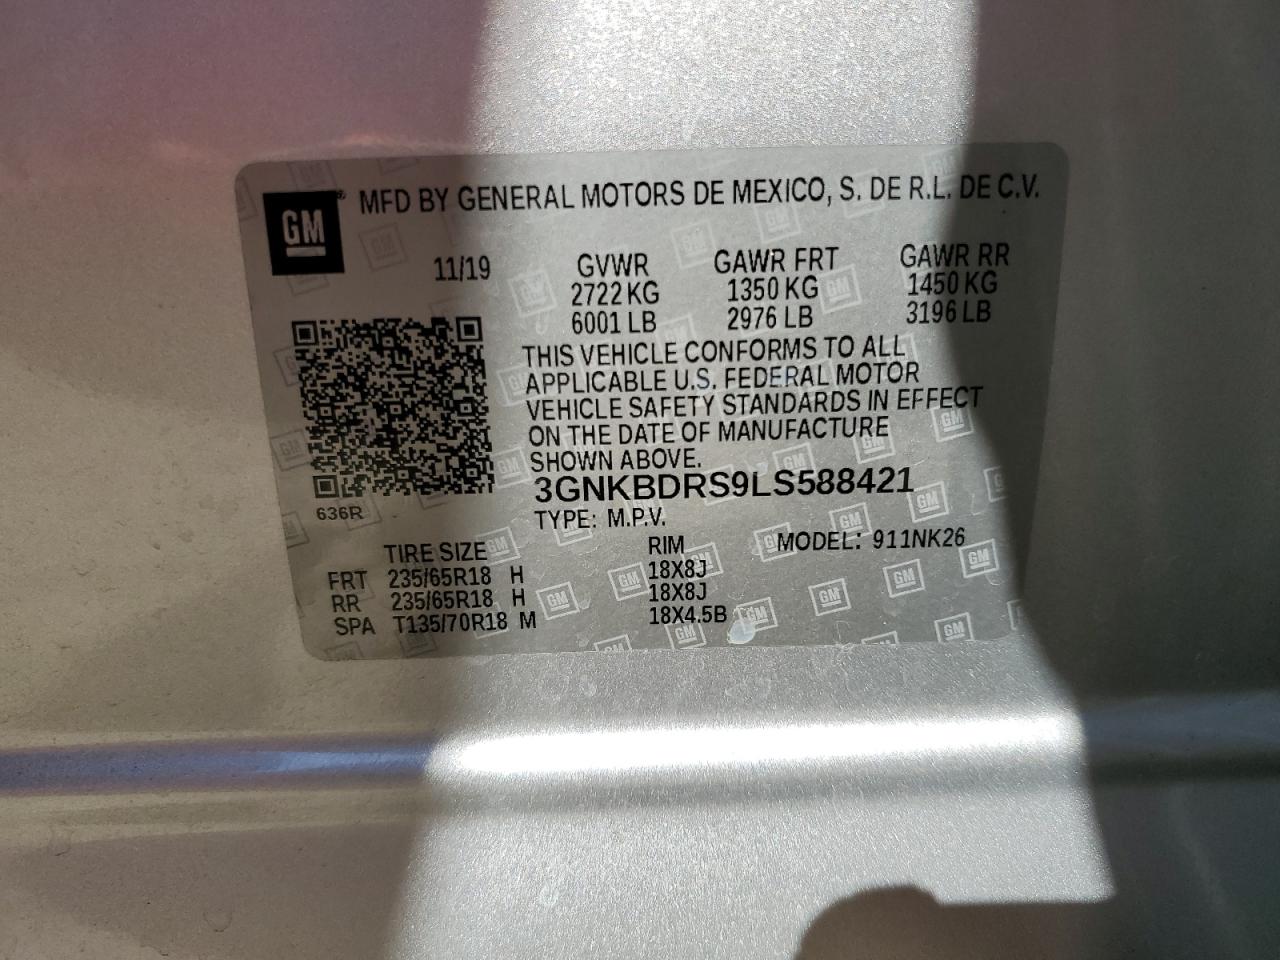 GM® MFD BY GENERAL MOTORS DE MEXICO, S. DE R.L. DE C.V.
11/19 GVWR GAWR FRT GAWR RR
2722 KG 1350 KG 1450 KG
6001 LB 2976 LB 3196 LB
THIS VEHICLE CONFORMS TO ALL
APPLICABLE U.S. FEDERAL MOTOR
VEHICLE SAFETY STANDARDS IN EFFECT
ON THE DATE OF MANUFACTURE
SHOWN ABOVE.
3GNKBDRS9LS588421
636R
TYPE: M.P.V.
TIRE SIZE RIM MODEL: 911NK26
FRT 235/65R18 H 18X8J
RR 235/65R18 H 18X8J
SPA T135/70R18 M 18X4.5B